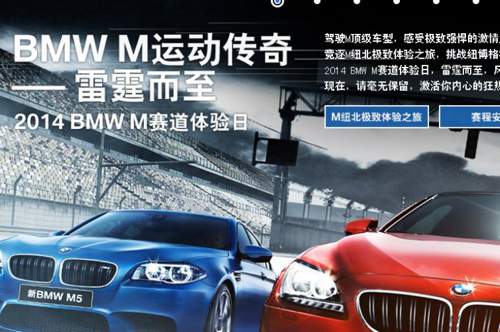 BMW M运动传奇
—— 雷霆而至
2014 BMW M赛道体验日
驾驶M顶级车型，感受极致强悍的激情
竞逐M纽北极致体验之旅，挑战纽博格
2014 BMW M赛道体验日，雷霆而至，风
现在，请毫无保留，激活你内心的狂热
M纽北极致体验之旅
赛程安
新BMW M5